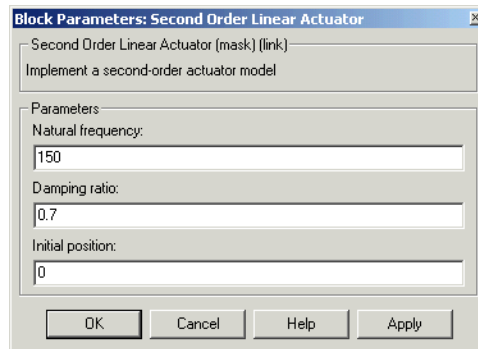 Block Parameters: Second Order Linear Actuator
Second Order Linear Actuator (mask) (link)
Implement a second-order actuator model
Parameters
Natural frequency:
150
Damping ratio:
0.7
Initial position:
0
OK Cancel Help Apply